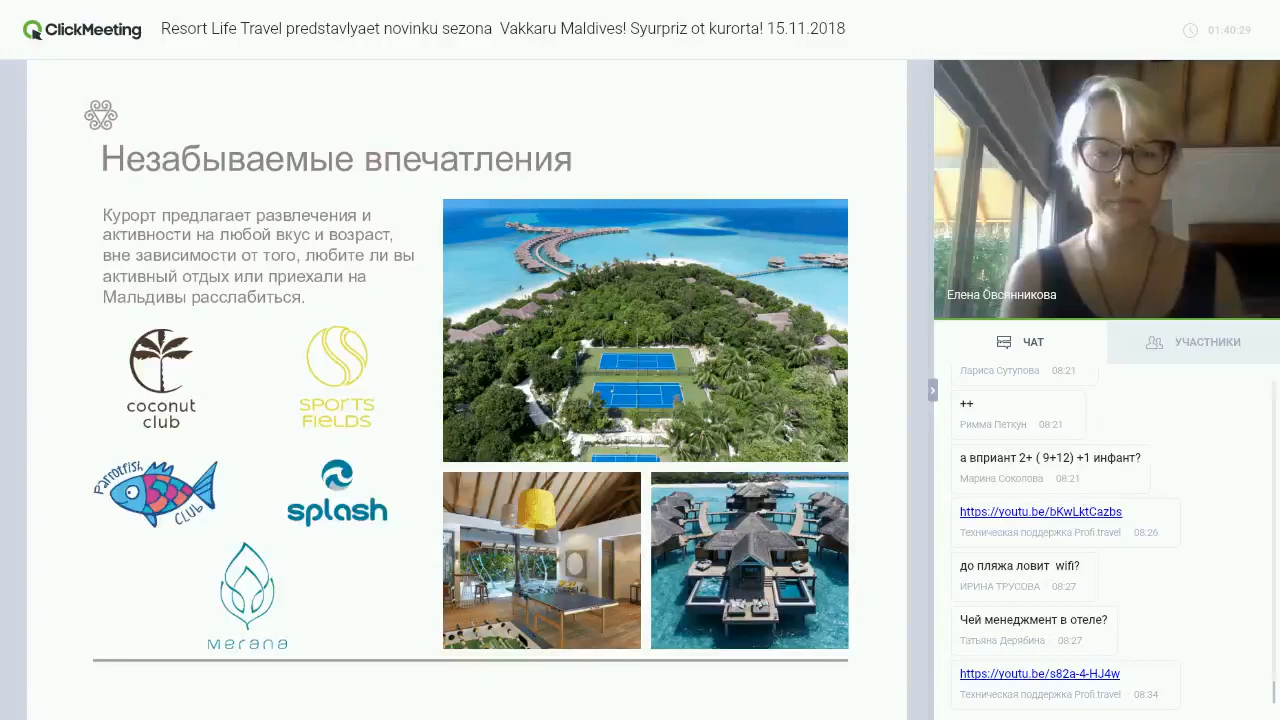 ClickMeeting
Resort Life Travel predstavlyaet novinku sezona Vakkaru Maldives! Syurpriz ot kurorta! 15.11.2018
01:40:29
Незабываемые впечатления
Курорт предлагает развлечения и
активности на любой вкус и возраст,
вне зависимости от того, любите ли вы
активный отдых или приехали на
Мальдивы расслабиться.
coconut
club
SPORTS
FIELDS
Parrotfish
CLUB
splash
merana
Елена Овсянникова
ЧАТ
УЧАСТНИКИ
Лариса Сутупова 08:21
++
Римма Петкун 08:21
а вприант 2+ ( 9+12) +1 инфант?
Марина Соколова 08:21
https://youtu.be/bKwLktCazbs
Техническая поддержка Profi.travel 08:26
до пляжа ловит wifi?
ИРИНА ТРУСОВА 08:27
Чей менеджмент в отеле?
Татьяна Дерябина 08:27
https://youtu.be/s82a-4-HJ4w
Техническая поддержка Profi.travel 08:34